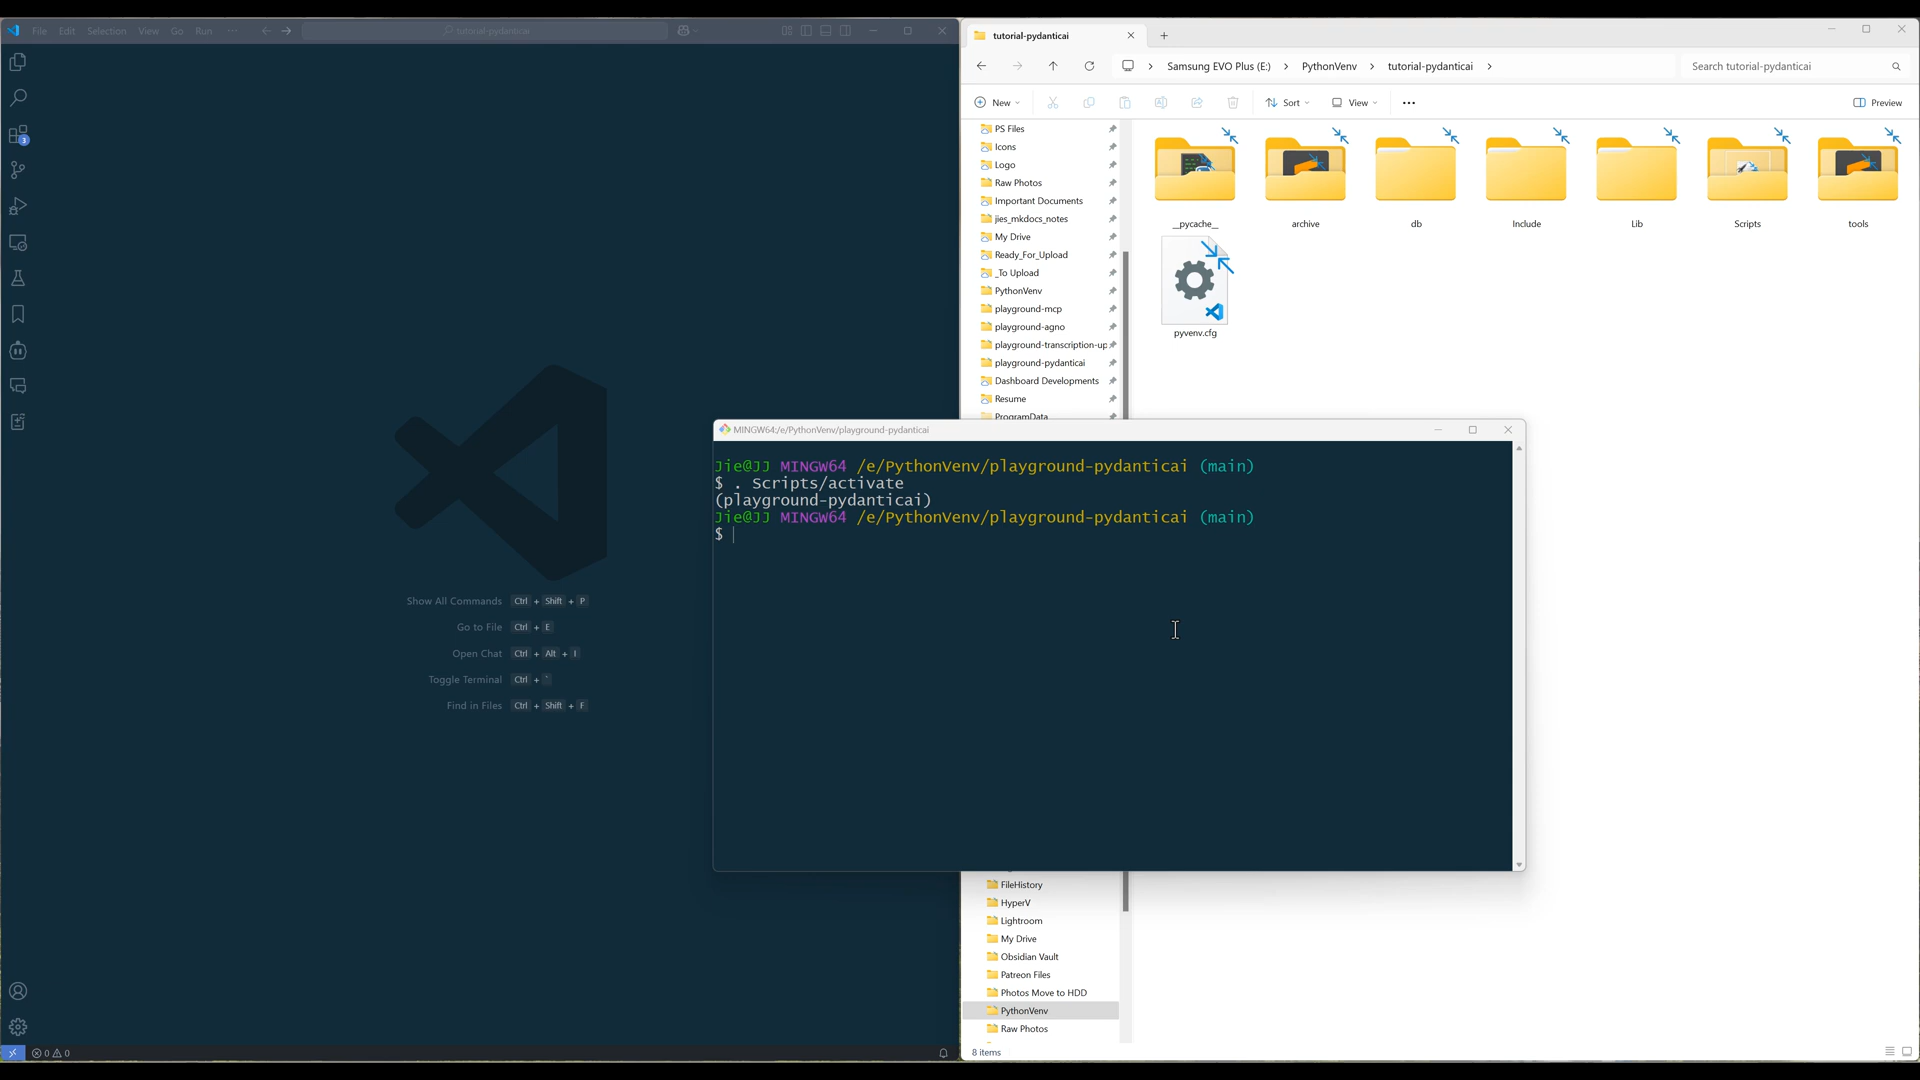 File Edit Selection View Go Run ···
tutorial-pydanticai
3
Show All Commands Ctrl + Shift + P
Go to File Ctrl + E
Open Chat Ctrl + Alt + I
Toggle Terminal Ctrl + `
Find in Files Ctrl + Shift + F
0 0
tutorial-pydanticai
Samsung EVO Plus (E:) > PythonVenv > tutorial-pydanticai >
Search tutorial-pydanticai
New Sort View ··· Preview
PS Files
Icons
Logo
Raw Photos
Important Documents
jies_mkdocs_notes
My Drive
Ready_For_Upload
_To Upload
PythonVenv
playground-mcp
playground-agno
playground-transcription-up
playground-pydanticai
Dashboard Developments
Resume
ProgramData
__pycache__
archive
db
Include
Lib
Scripts
tools
pyvenv.cfg
MINGW64:/e/PythonVenv/playground-pydanticai
Jie@JJ MINGW64 /e/PythonVenv/playground-pydanticai (main)
$ . Scripts/activate
(playground-pydanticai)
Jie@JJ MINGW64 /e/PythonVenv/playground-pydanticai (main)
$
FileHistory
HyperV
Lightroom
My Drive
Obsidian Vault
Patreon Files
Photos Move to HDD
PythonVenv
Raw Photos
8 items